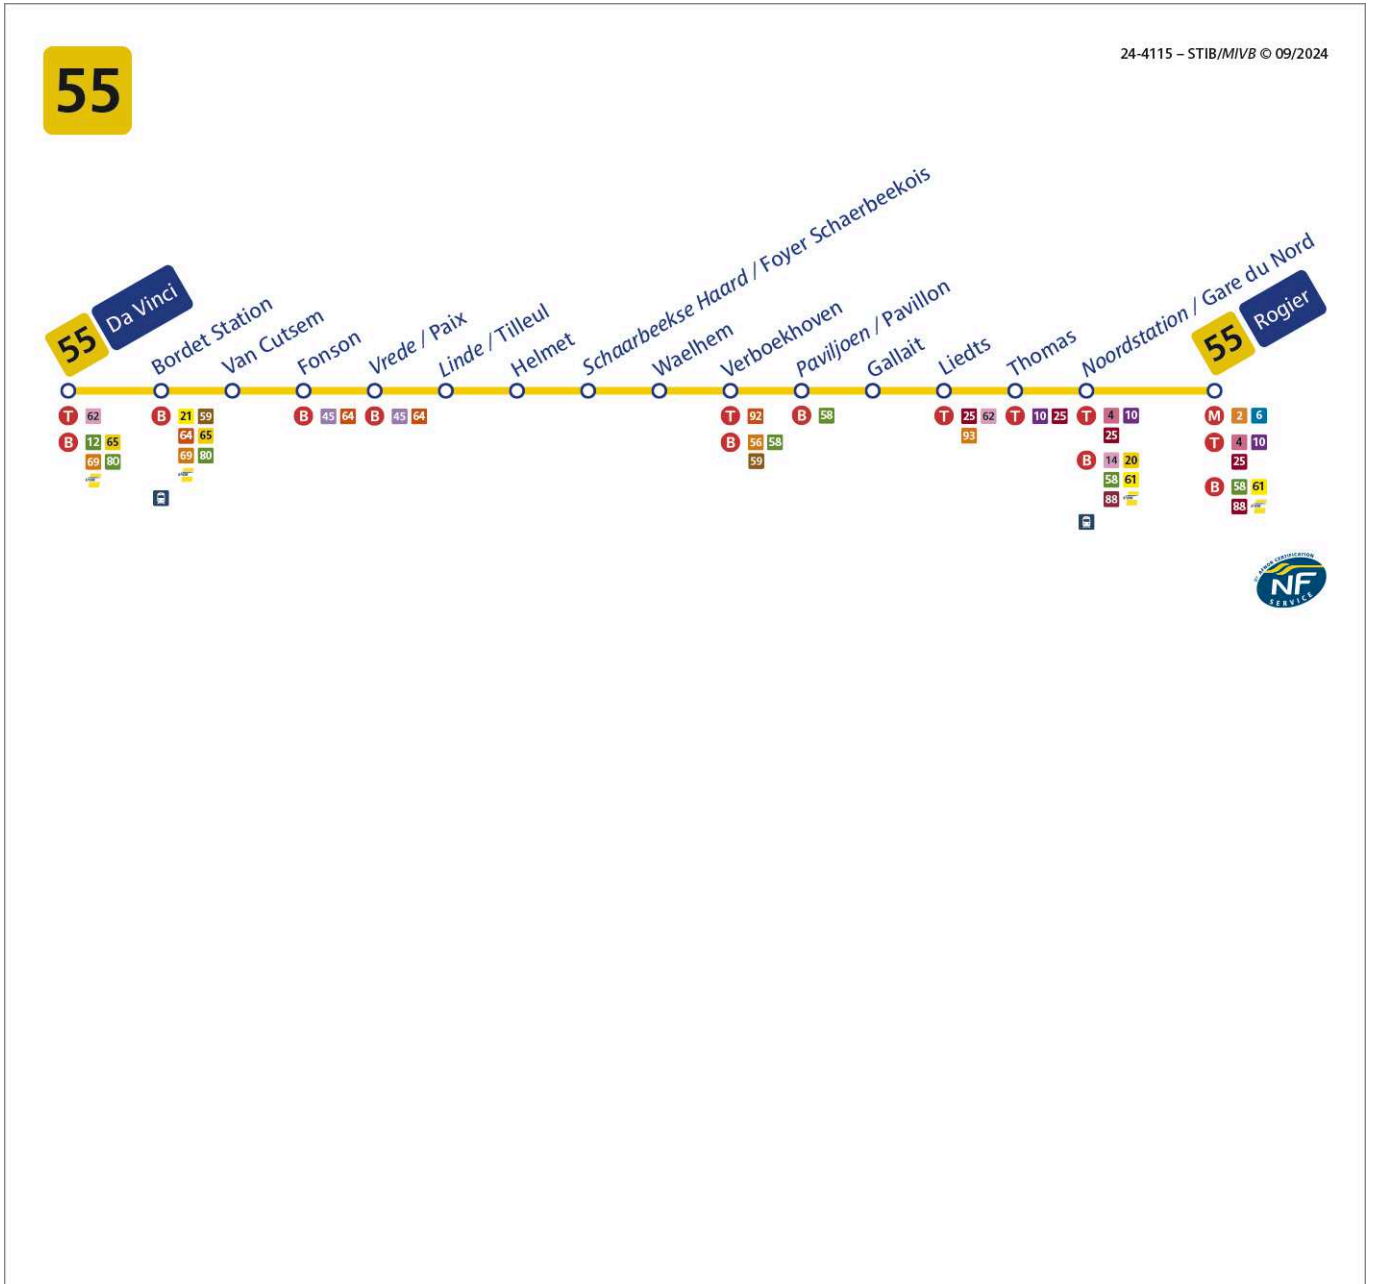 55
24-4115 – STIB/MIVB © 09/2024
55 Da Vinci
Bordet Station
Van Cutsem
Fonson
Vrede / Paix
Linde / Tilleul
Helmet
Schaarbeekse Haard / Foyer Schaerbeekois
Waelhem
Verboekhoven
Paviljoen / Pavillon
Gallait
Liedts
Thomas
Noordstation / Gare du Nord
55 Rogier
T 62
B 12 65
69 80
B 21 59
64 65
69 80
B 45 64
B 45 64
T 92
B 56 58
59
B 58
T 25 62
93
T 10 25
T 4 10
25
B 14 20
58 61
88
M 2 6
T 4 10
25
B 58 61
88
AFNOR CERTIFICATION
NF
SERVICE